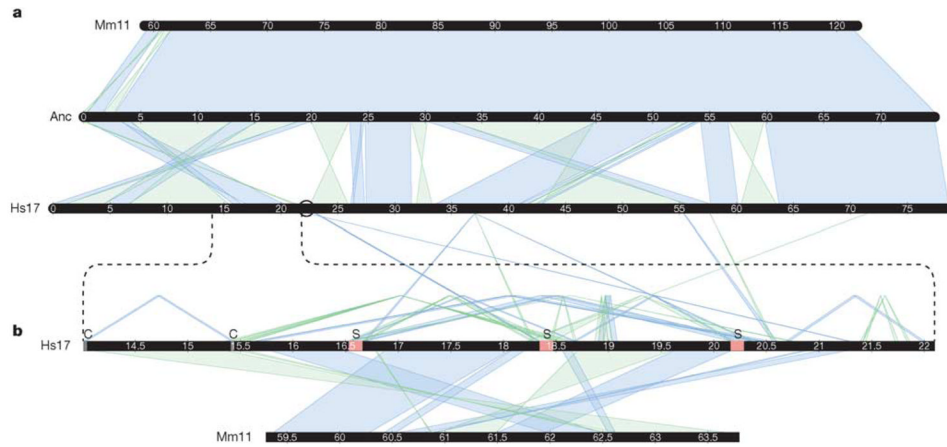 a
Mm11 60 65 70 75 80 85 90 95 100 105 110 115 120
Anc 0 5 10 15 20 25 30 35 40 45 50 55 60 65 70
Hs17 0 5 10 15 20 25 30 35 40 45 50 55 60 65 70 75
b
C C S S S
Hs17 14.5 15 5.5 16 16.5 17 17.5 18 18.5 19 19.5 20 20.5 21 21.5 22
Mm11 59.5 60 60.5 61 61.5 62 62.5 63 63.5